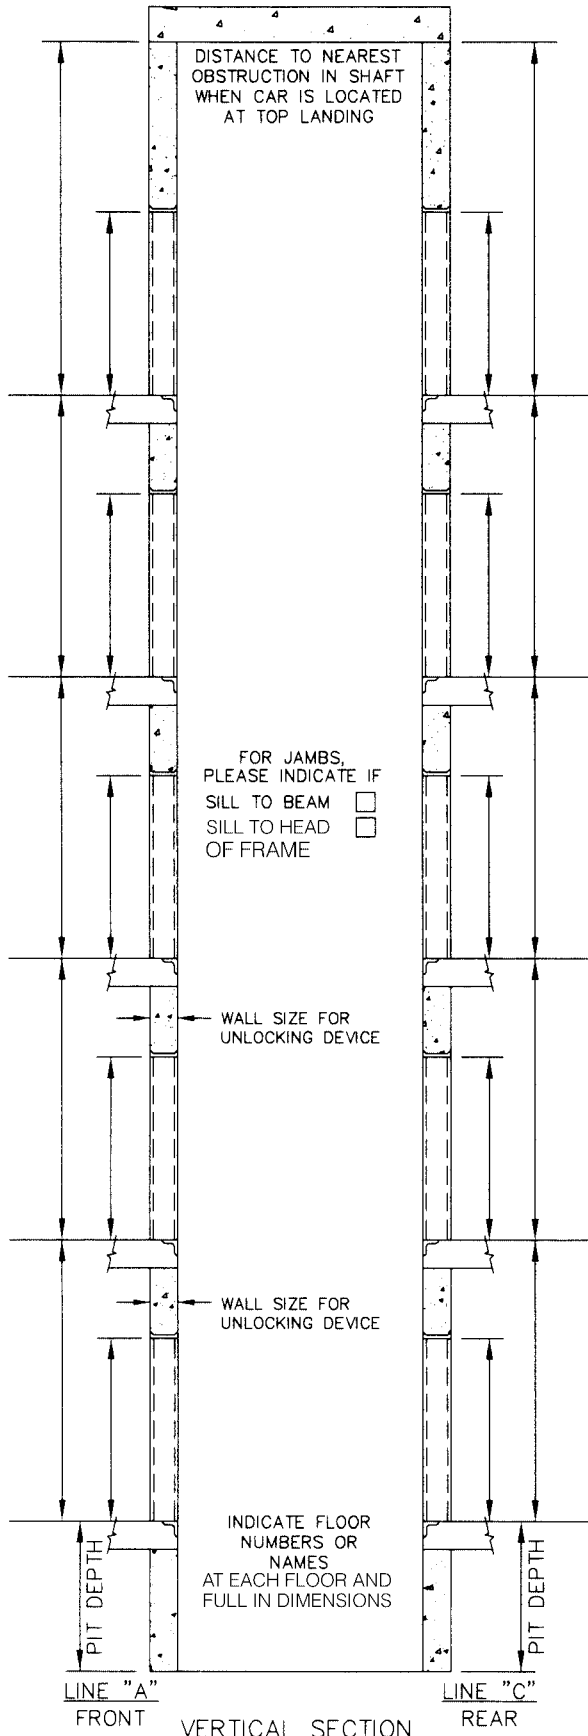 DISTANCE TO NEAREST
OBSTRUCTION IN SHAFT
WHEN CAR IS LOCATED
AT TOP LANDING
FOR JAMBS,
PLEASE INDICATE IF
SILL TO BEAM
SILL TO HEAD
OF FRAME
WALL SIZE FOR
UNLOCKING DEVICE
WALL SIZE FOR
UNLOCKING DEVICE
INDICATE FLOOR
NUMBERS OR
NAMES
AT EACH FLOOR AND
FULL IN DIMENSIONS
PIT DEPTH
PIT DEPTH
LINE "A"
FRONT
LINE "C"
REAR
VERTICAL SECTION